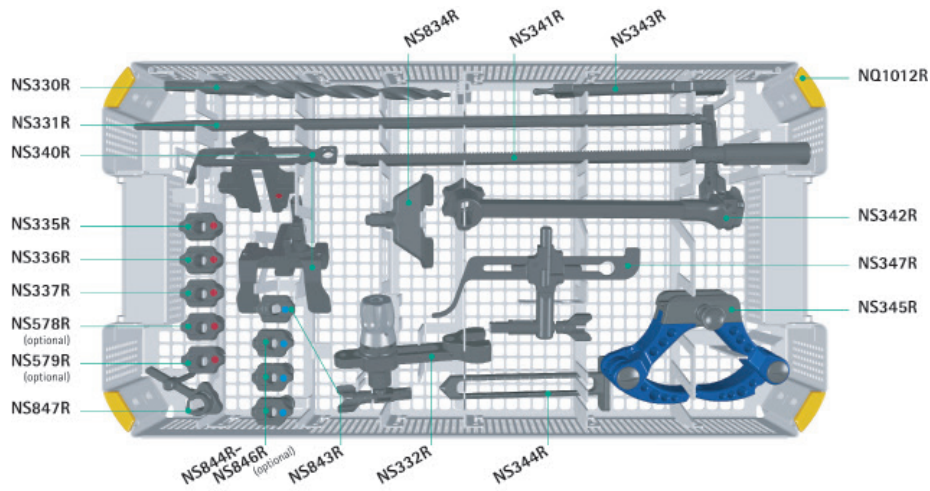 NS834R
NS341R
NS343R
NQ1012R
NS330R
NS331R
NS340R
NS335R
NS336R
NS337R
NS578R
(optional)
NS579R
(optional)
NS847R
NS342R
NS347R
NS345R
NS844R–
NS846R (optional)
NS843R
NS332R
NS344R